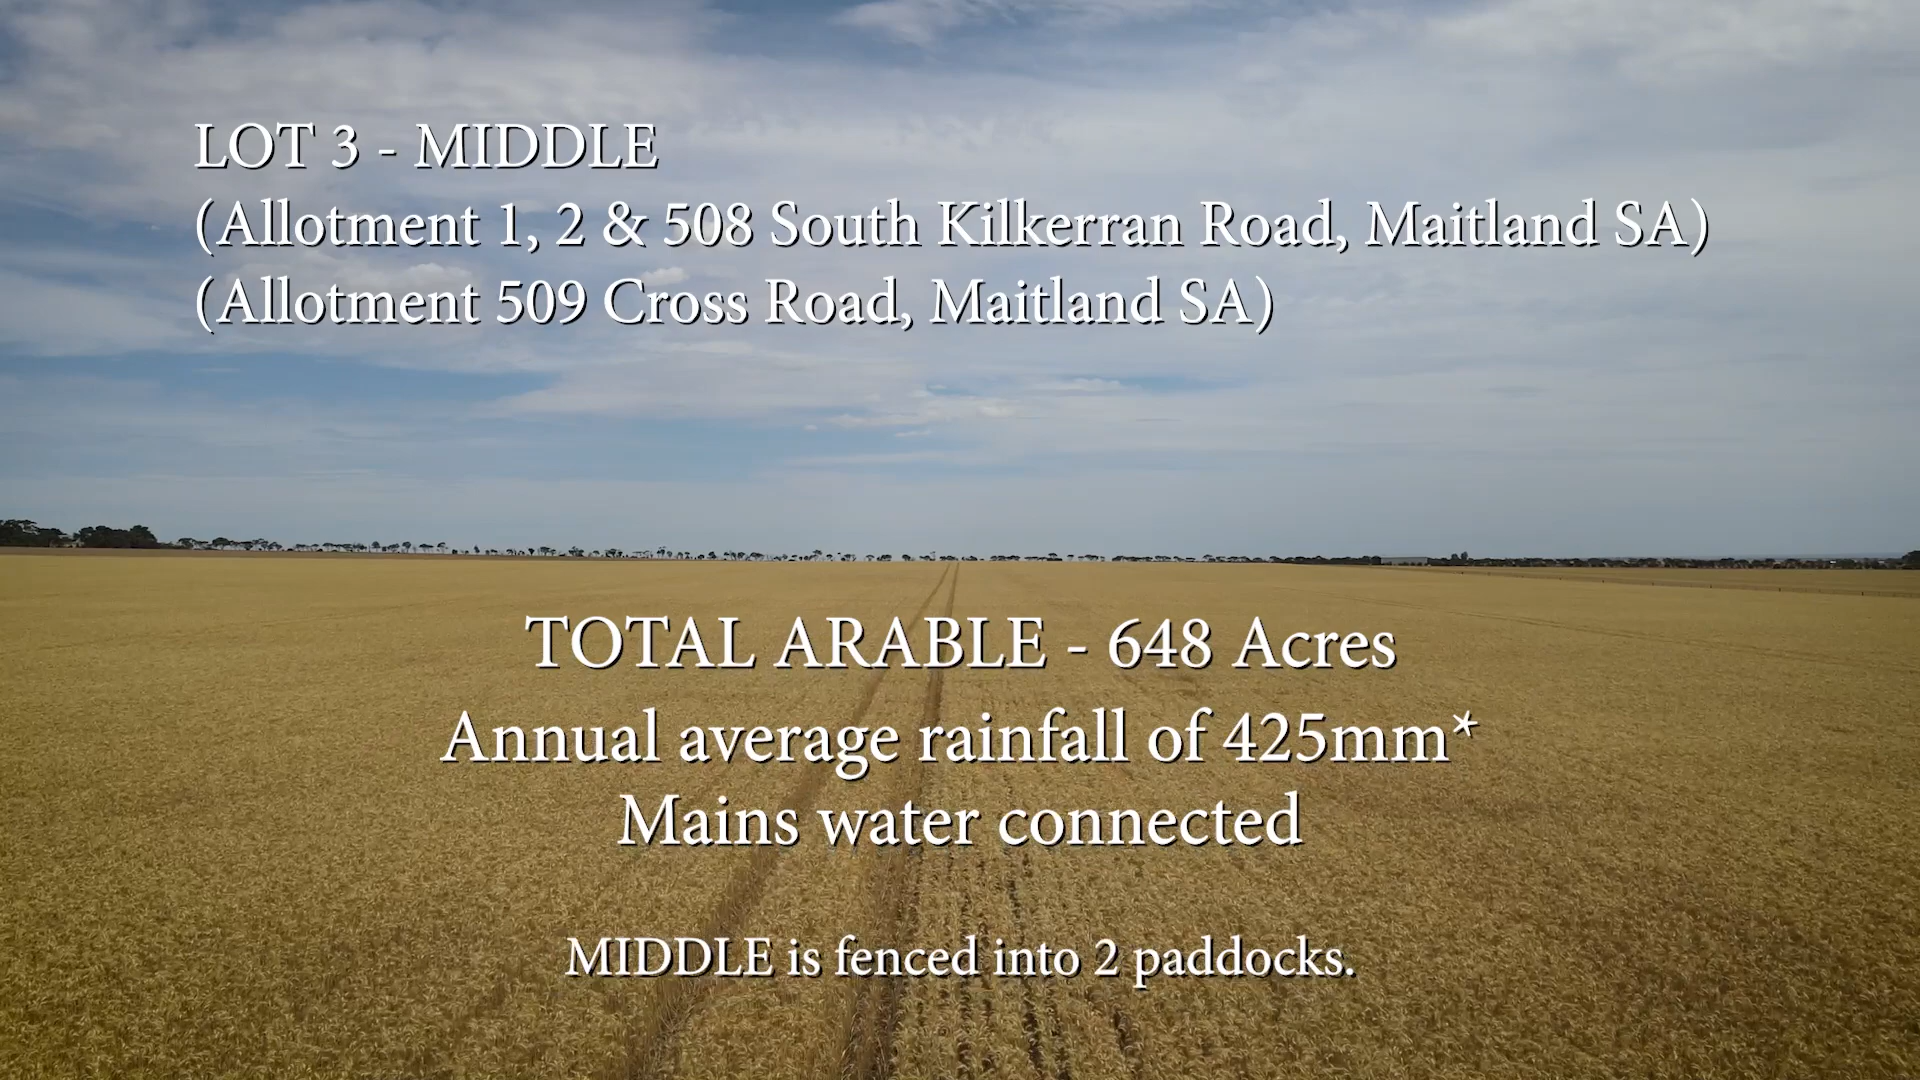 LOT 3 - MIDDLE
(Allotment 1, 2 & 508 South Kilkerran Road, Maitland SA)
(Allotment 509 Cross Road, Maitland SA)
TOTAL ARABLE - 648 Acres
Annual average rainfall of 425mm*
Mains water connected
MIDDLE is fenced into 2 paddocks.